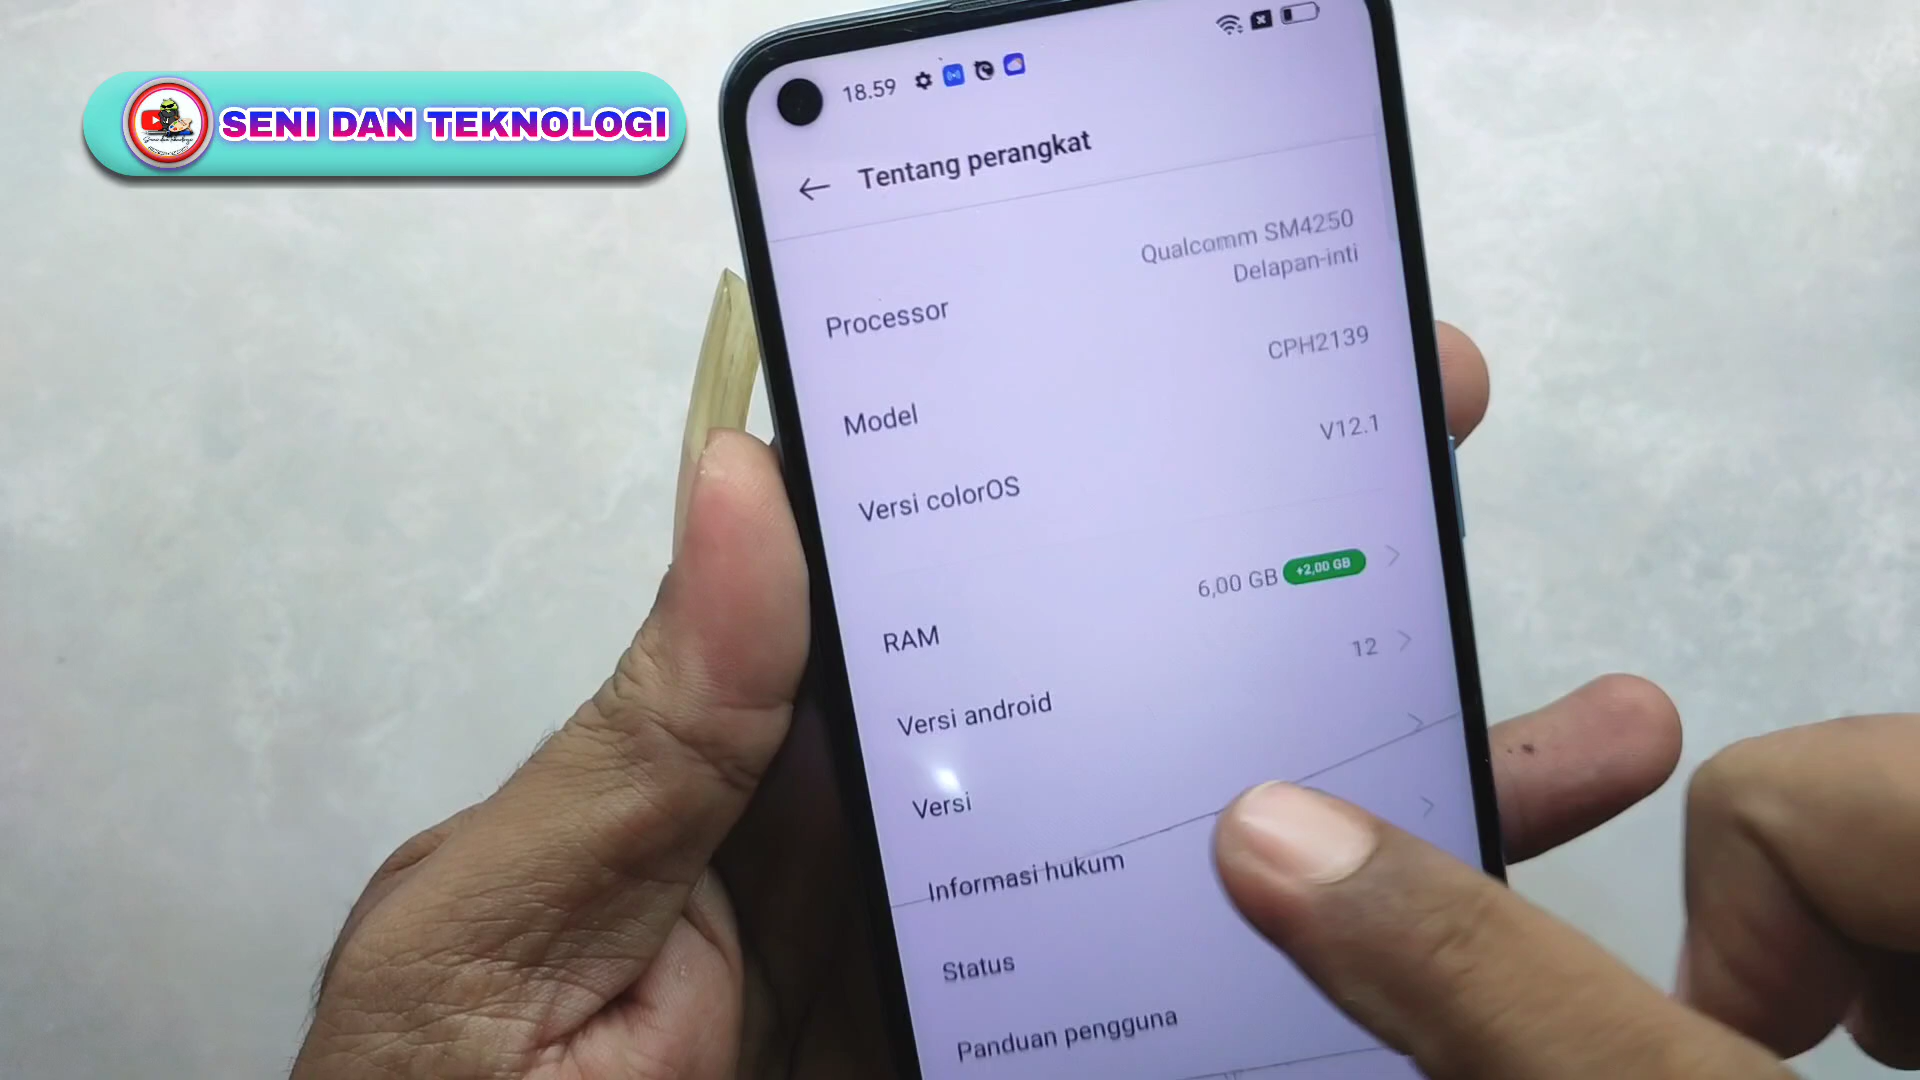 SENI DAN TEKNOLOGI
18.59
Tentang perangkat
Processor
Qualcomm SM4250
Delapan-inti
Model
CPH2139
Versi colorOS
V12.1
RAM
6,00 GB +2,00 GB
Versi android
12
Versi
Informasi hukum
Status
Panduan pengguna